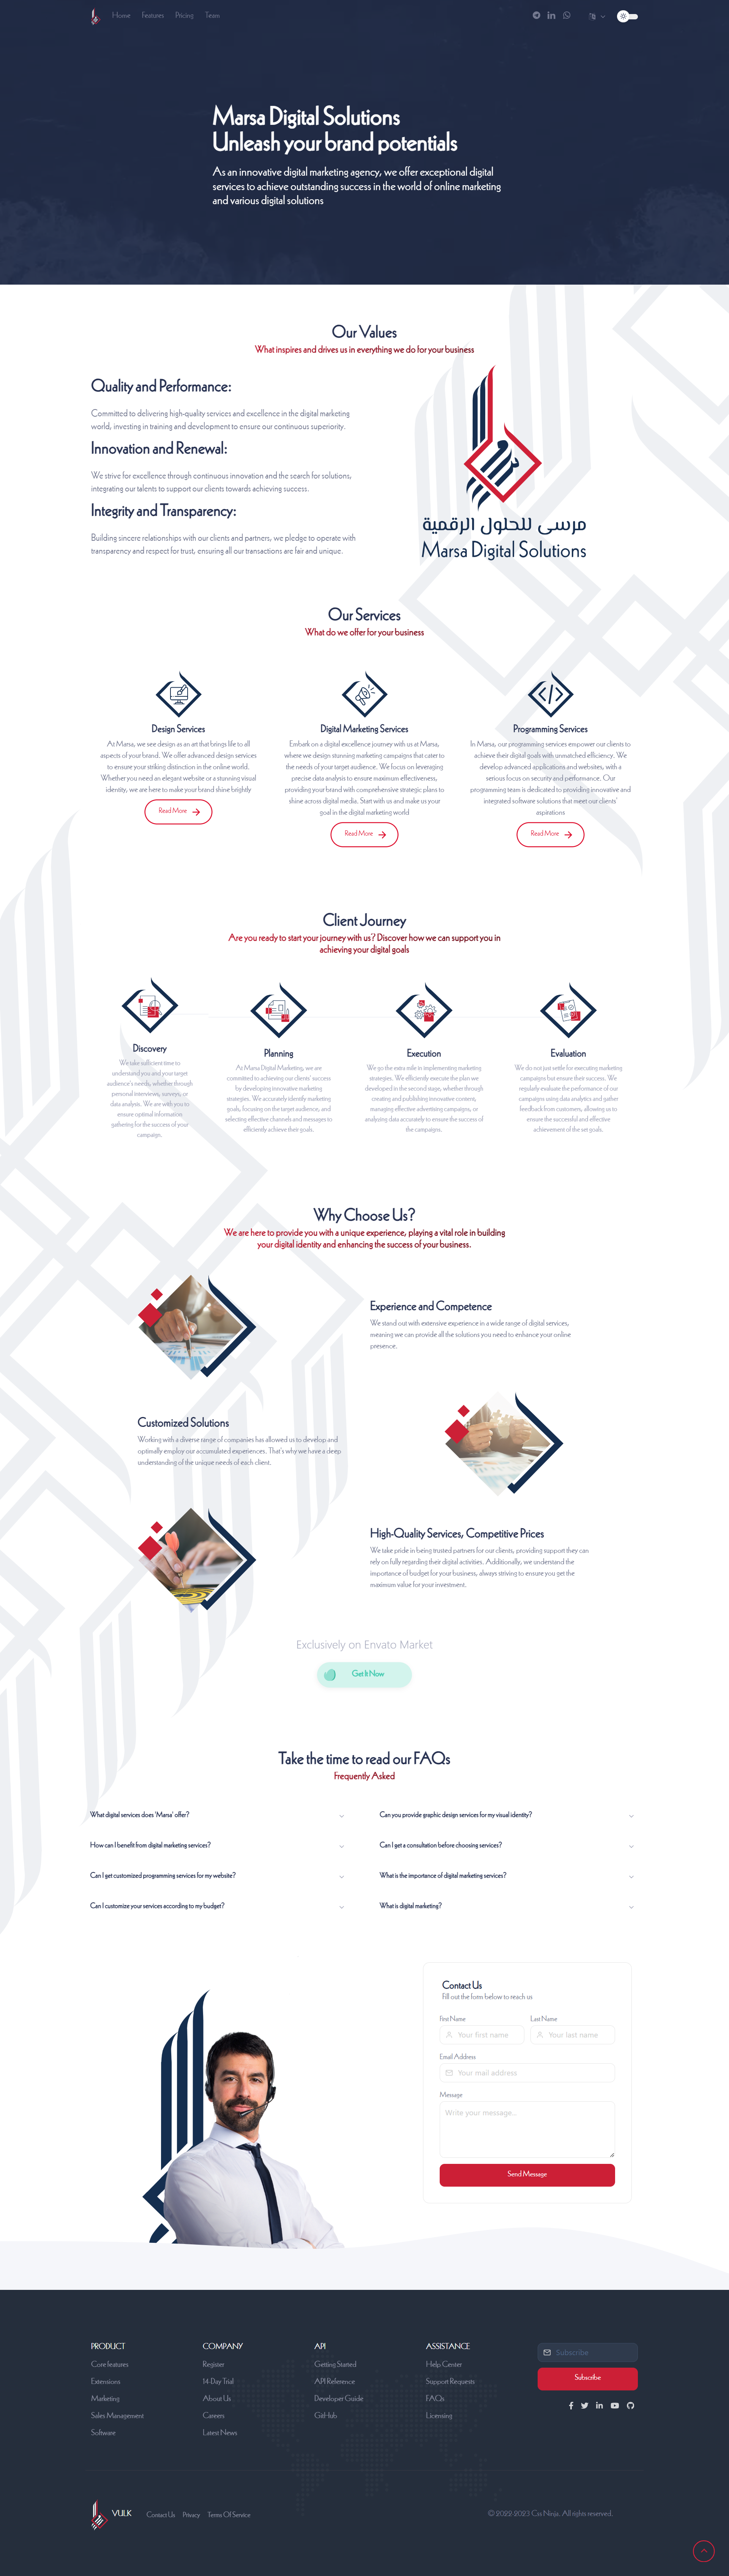 Home Features Pricing Team
Marsa Digital Solutions
Unleash your brand potentials
As an innovative digital marketing agency, we offer exceptional digital
services to achieve outstanding success in the world of online marketing
and various digital solutions
Our Values
What inspires and drives us in everything we do for your business
Quality and Performance:
Committed to delivering high-quality services and excellence in the digital marketing
world, investing in training and development to ensure our continuous superiority.
Innovation and Renewal:
We strive for excellence through continuous innovation and the search for solutions,
integrating our talents to support our clients towards achieving success.
Integrity and Transparency:
Building sincere relationships with our clients and partners, we pledge to operate with
transparency and respect for trust, ensuring all our transactions are fair and unique.
مرسى للحلول الرقمية
Marsa Digital Solutions
Our Services
What do we offer for your business
Design Services
At Marsa, we see design as an art that brings life to all
aspects of your brand. We offer advanced design services
to ensure your striking distinction in the online world.
Whether you need an elegant website or a stunning visual
identity, we are here to make your brand shine brightly
Read More
Digital Marketing Services
Embark on a digital excellence journey with us at Marsa,
where we design stunning marketing campaigns that cater to
the needs of your target audience. We focus on leveraging
precise data analysis to ensure maximum effectiveness,
providing your brand with comprehensive strategic plans to
shine across digital media. Start with us and make us your
goal in the digital marketing world
Read More
Programming Services
In Marsa, our programming services empower our clients to
achieve their digital goals with unmatched efficiency. We
develop advanced applications and websites, with a
serious focus on security and performance. Our
programming team is dedicated to providing innovative and
integrated software solutions that meet our clients'
aspirations
Read More
Client Journey
Are you ready to start your journey with us? Discover how we can support you in
achieving your digital goals
Discovery
We take sufficient time to
understand you and your target
audience's needs, whether through
personal interviews, surveys, or
data analysis. We are with you to
ensure optimal information
gathering for the success of your
campaign.
Planning
At Marsa Digital Marketing, we are
committed to achieving our clients' success
by developing innovative marketing
strategies. We accurately identify marketing
goals, focusing on the target audience, and
selecting effective channels and messages to
efficiently achieve their goals.
Execution
We go the extra mile in implementing marketing
strategies. We efficiently execute the plan we
developed in the second stage, whether through
creating and publishing innovative content,
managing effective advertising campaigns, or
analyzing data accurately to ensure the success of
the campaigns.
Evaluation
We do not just settle for executing marketing
campaigns but ensure their success. We
regularly evaluate the performance of our
campaigns using data analytics and gather
feedback from customers, allowing us to
ensure the successful and effective
achievement of the set goals.
Why Choose Us?
We are here to provide you with a unique experience, playing a vital role in building
your digital identity and enhancing the success of your business.
Experience and Competence
We stand out with extensive experience in a wide range of digital services,
meaning we can provide all the solutions you need to enhance your online
presence.
Customized Solutions
Working with a diverse range of companies has allowed us to develop and
optimally employ our accumulated experiences. That's why we have a deep
understanding of the unique needs of each client.
High-Quality Services, Competitive Prices
We take pride in being trusted partners for our clients, providing support they can
rely on fully regarding their digital activities. Additionally, we understand the
importance of budget for your business, always striving to ensure you get the
maximum value for your investment.
Exclusively on Envato Market
Get It Now
Take the time to read our FAQs
Frequently Asked
What digital services does 'Marsa' offer?
Can you provide graphic design services for my visual identity?
How can I benefit from digital marketing services?
Can I get a consultation before choosing services?
Can I get customized programming services for my website?
What is the importance of digital marketing services?
Can I customize your services according to my budget?
What is digital marketing?
Contact Us
Fill out the form below to reach us
First Name Last Name
Your first name Your last name
Email Address
Your mail address
Message
Write your message...
Send Message
PRODUCT
Core features
Extensions
Marketing
Sales Management
Software
COMPANY
Register
14-Day Trial
About Us
Careers
Latest News
API
Getting Started
API Reference
Developer Guide
GitHub
ASSISTANCE
Help Center
Support Requests
FAQs
Licensing
Subscribe
Subscribe
VULK Contact Us Privacy Terms Of Service
© 2022-2023 Css Ninja. All rights reserved.